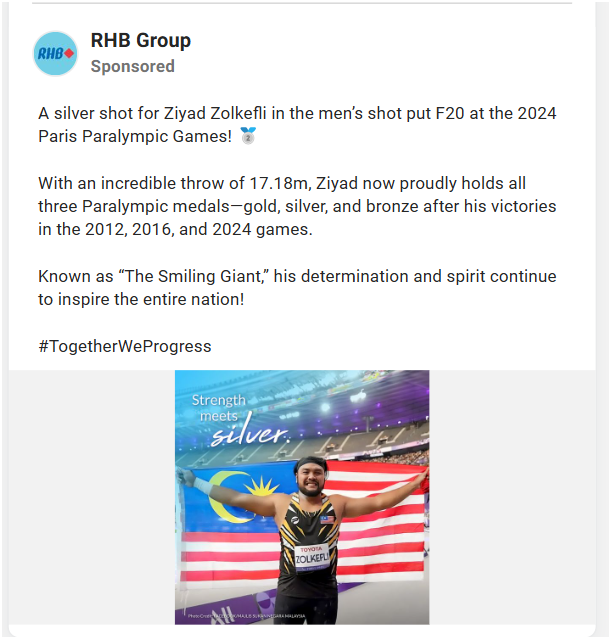 RHB
RHB Group
Sponsored
A silver shot for Ziyad Zolkefli in the men’s shot put F20 at the 2024
Paris Paralympic Games! 🥈
With an incredible throw of 17.18m, Ziyad now proudly holds all
three Paralympic medals—gold, silver, and bronze after his victories
in the 2012, 2016, and 2024 games.
Known as “The Smiling Giant,” his determination and spirit continue
to inspire the entire nation!
#TogetherWeProgress
Strength
meets
silver.
TOYOTA
ZOLKEFLI